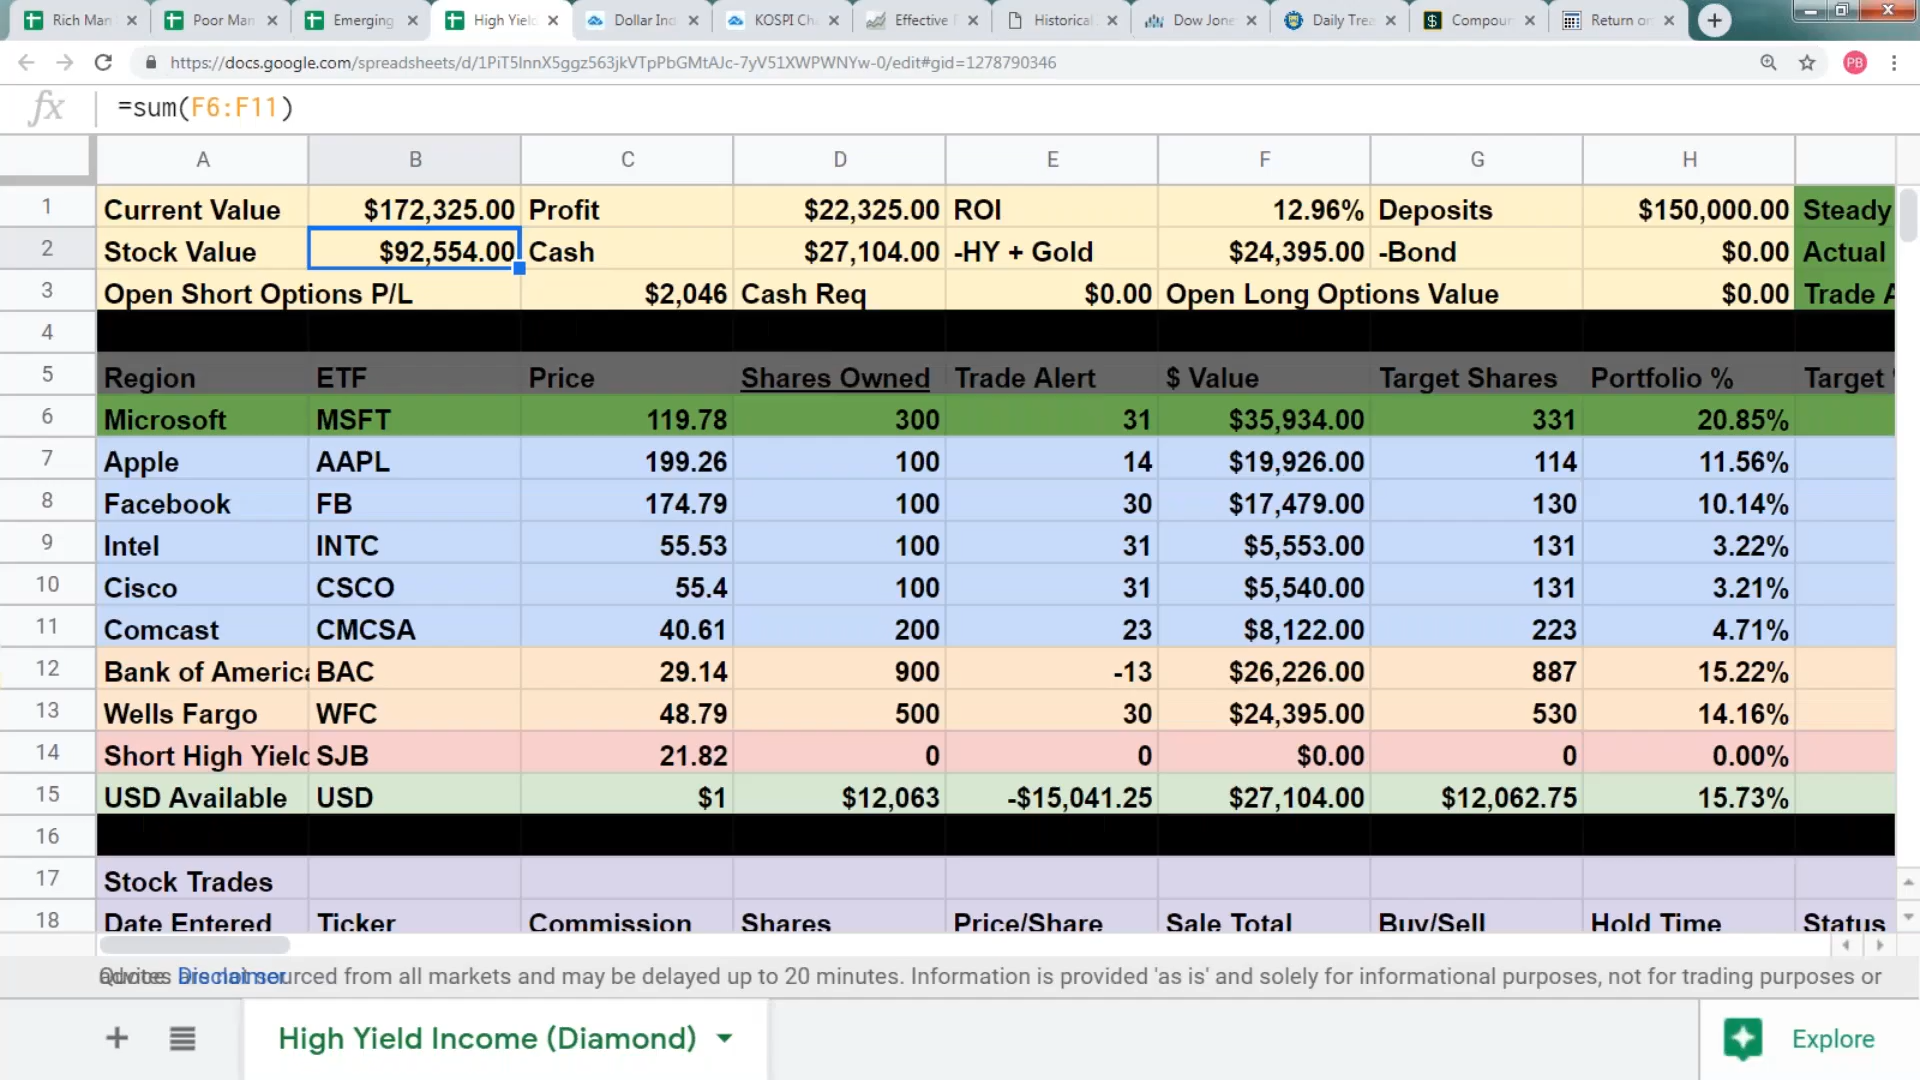 Rich Man Poor Man Emerging High Yiel Dollar Ind KOSPI Ch Effective Historical Dow Jone Daily Trea Compou Return or
https://docs.google.com/spreadsheets/d/1PiT5InnX5ggz563jkVTpPbGMtAJc-7yV51XWPWNYw-0/edit#gid=1278790346 PB
fx =sum(F6:F11)
A B C D E F G H
1 Current Value $172,325.00 Profit $22,325.00 ROI 12.96% Deposits $150,000.00 Steady
2 Stock Value $92,554.00 Cash $27,104.00 -HY + Gold $24,395.00 -Bond $0.00 Actual
3 Open Short Options P/L $2,046 Cash Req $0.00 Open Long Options Value $0.00 Trade A
4
5 Region ETF Price Shares Owned Trade Alert $ Value Target Shares Portfolio % Target
6 Microsoft MSFT 119.78 300 31 $35,934.00 331 20.85%
7 Apple AAPL 199.26 100 14 $19,926.00 114 11.56%
8 Facebook FB 174.79 100 30 $17,479.00 130 10.14%
9 Intel INTC 55.53 100 31 $5,553.00 131 3.22%
10 Cisco CSCO 55.4 100 31 $5,540.00 131 3.21%
11 Comcast CMCSA 40.61 200 23 $8,122.00 223 4.71%
12 Bank of America BAC 29.14 900 -13 $26,226.00 887 15.22%
13 Wells Fargo WFC 48.79 500 30 $24,395.00 530 14.16%
14 Short High Yield SJB 21.82 0 0 $0.00 0 0.00%
15 USD Available USD $1 $12,063 -$15,041.25 $27,104.00 $12,062.75 15.73%
16
17 Stock Trades
18 Date Entered Ticker Commission Shares Price/Share Sale Total Buy/Sell Hold Time Status
Quotes are not sourced from all markets and may be delayed up to 20 minutes. Information is provided 'as is' and solely for informational purposes, not for trading purposes or
advice. Disclaimer
High Yield Income (Diamond) Explore